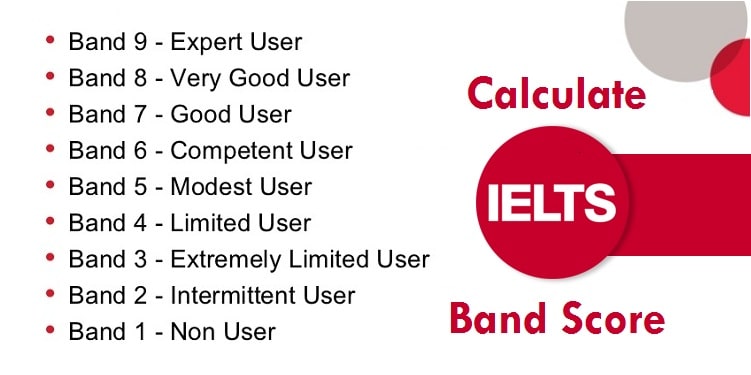 • Band 9 - Expert User
• Band 8 - Very Good User
• Band 7 - Good User
• Band 6 - Competent User
• Band 5 - Modest User
• Band 4 - Limited User
• Band 3 - Extremely Limited User
• Band 2 - Intermittent User
• Band 1 - Non User
Calculate
IELTS
Band Score